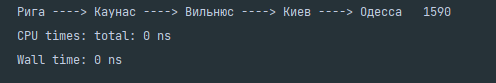 Рига ----> Каунас ----> Вильнюс ----> Киев ----> Одесса   1590
CPU times: total: 0 ns
Wall time: 0 ns